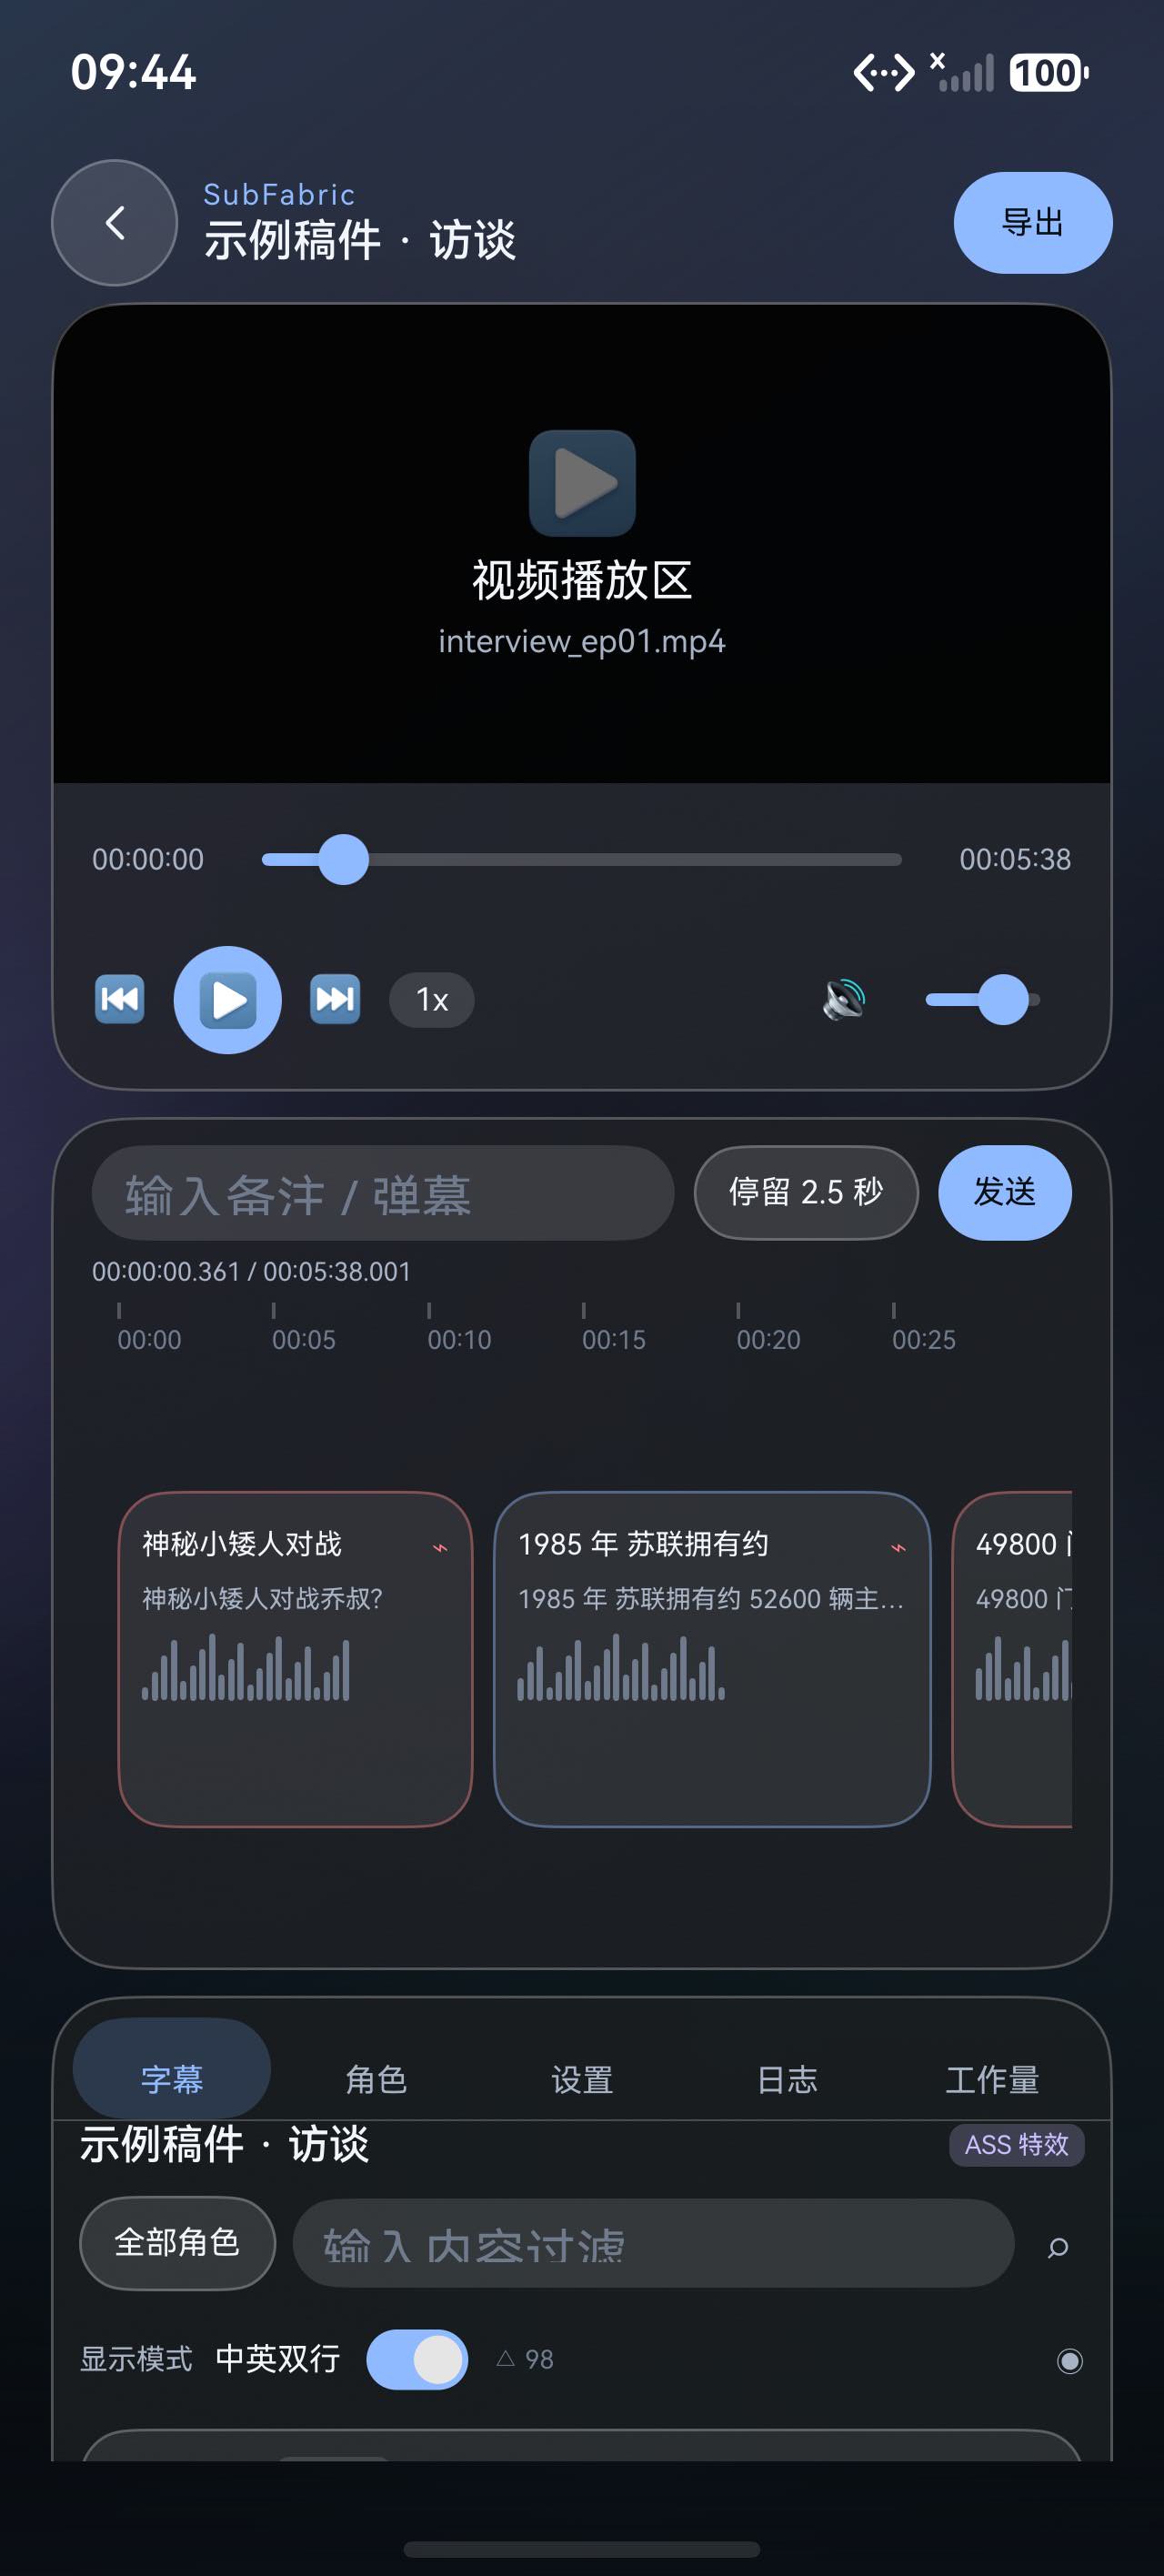 09:44
100
SubFabric
示例稿件 · 访谈
导出
视频播放区
interview_ep01.mp4
00:00:00
00:05:38
1x
输入备注 / 弹幕
停留 2.5 秒
发送
00:00:00.361 / 00:05:38.001
00:00 00:05 00:10 00:15 00:20 00:25
神秘小矮人对战
神秘小矮人对战乔叔?
1985 年 苏联拥有约
1985 年 苏联拥有约 52600 辆主...
49800 门
49800 门
字幕 角色 设置 日志 工作量
示例稿件 · 访谈
ASS 特效
全部角色
输入内容过滤
显示模式 中英双行
△ 98